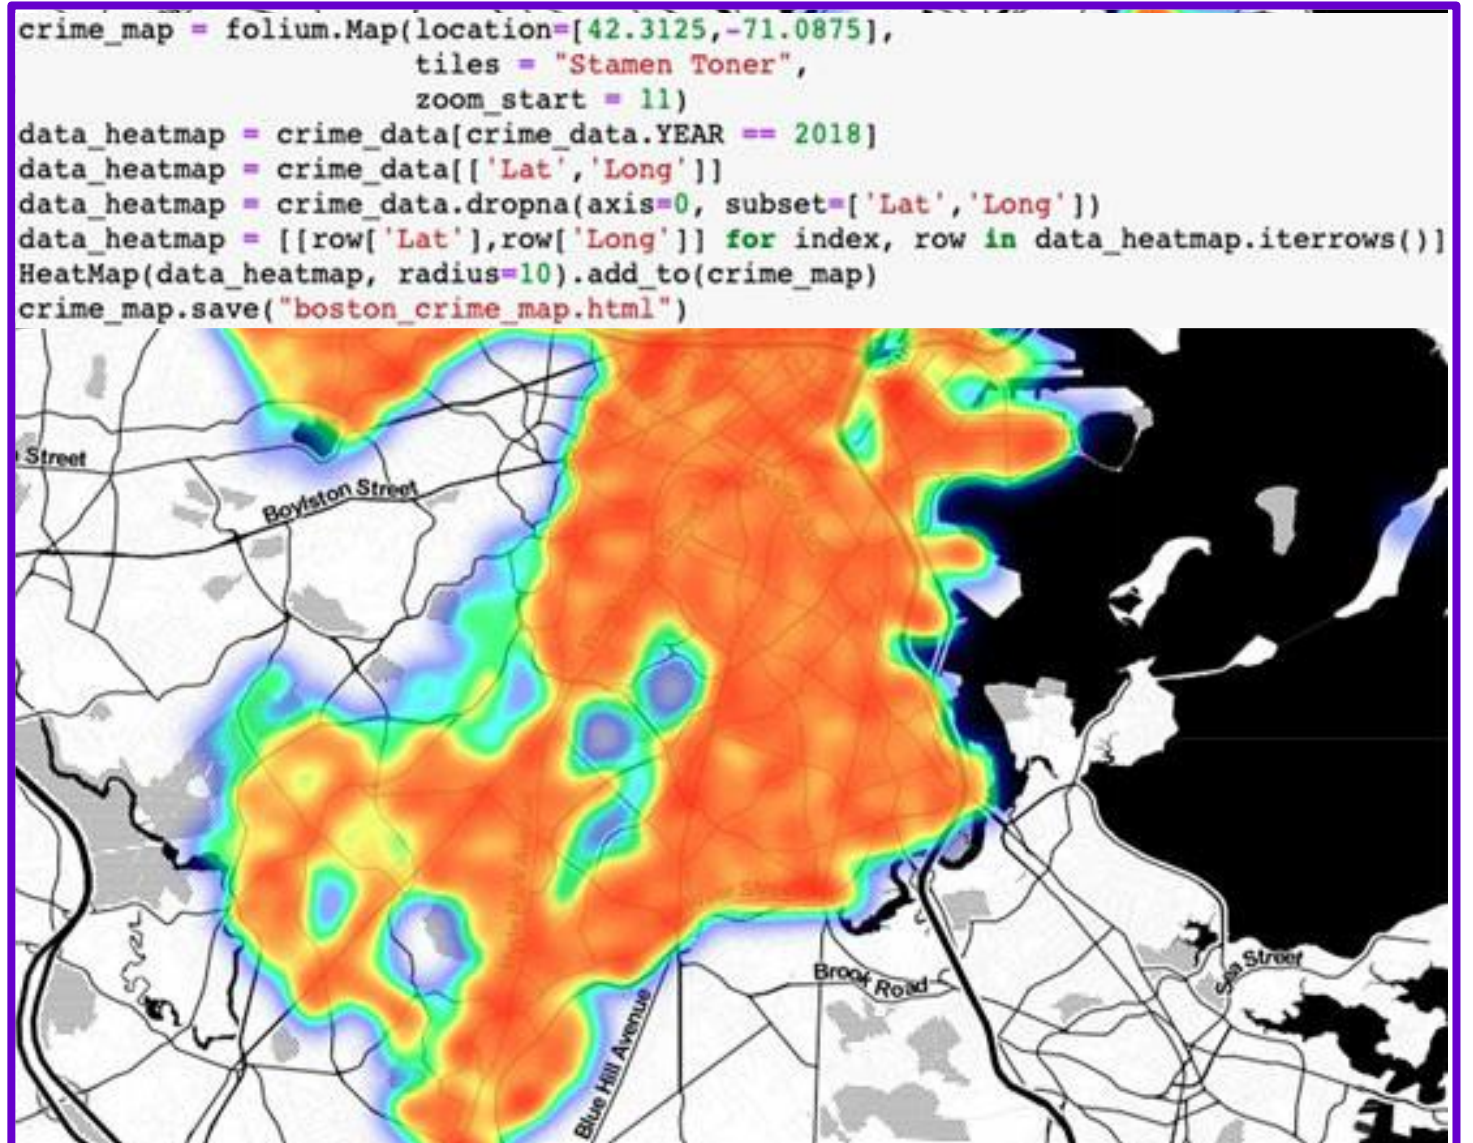 crime_map = folium.Map(location=[42.3125,-71.0875],
tiles = "Stamen Toner",
zoom_start = 11)
data_heatmap = crime_data[crime_data.YEAR == 2018]
data_heatmap = crime_data[['Lat','Long']]
data_heatmap = crime_data.dropna(axis=0, subset=['Lat','Long'])
data_heatmap = [[row['Lat'],row['Long']] for index, row in data_heatmap.iterrows()]
HeatMap(data_heatmap, radius=10).add_to(crime_map)
crime_map.save("boston_crime_map.html")
Street
Boylston Street
Brook Road
Sea Street
Blue Hill Avenue